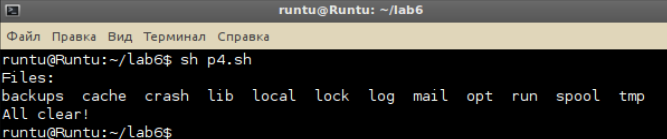 runtu@Runtu: ~/lab6
Файл Правка Вид Терминал Справка
runtu@Runtu:~/lab6$ sh p4.sh
Files:
backups cache crash lib local lock log mail opt run spool tmp
All clear!
runtu@Runtu:~/lab6$